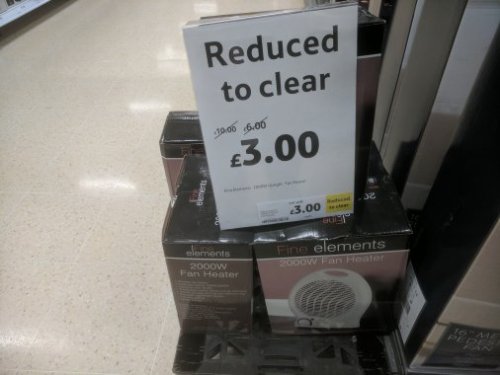 Reduced
to clear
£10.00 £6.00
£3.00
£3.00
Reduced
to clear
Fine
elements
2000W
Fan Heater
Fine elements
2000W Fan Heater